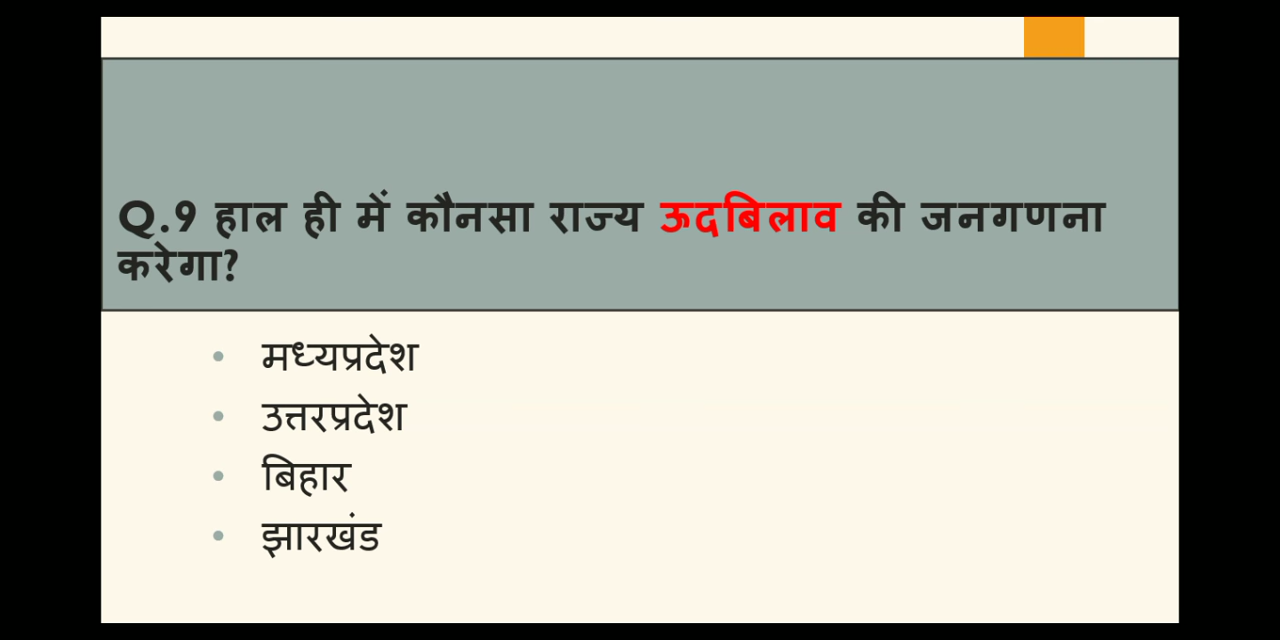 Q.9 हाल ही में कौनसा राज्य ऊदबिलाव की जनगणना
करेगा?
• मध्यप्रदेश
• उत्तरप्रदेश
• बिहार
• झारखंड